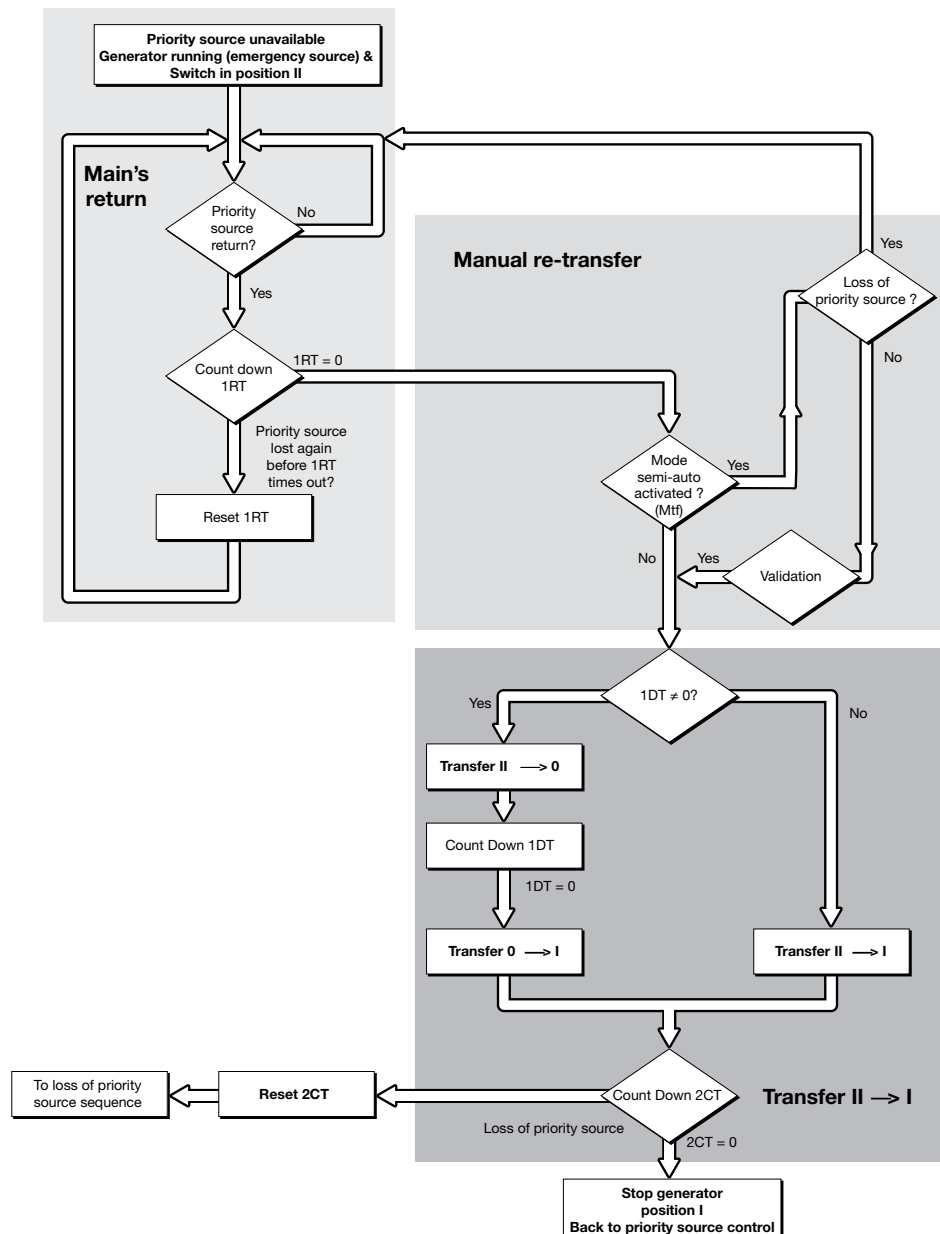 Priority source unavailable
Generator running (emergency source) &
Switch in position II
Main's
return
Priority
source
return?
No
Yes
Count down
1RT
1RT = 0
Priority source
lost again
before 1RT
times out?
Reset 1RT
Manual re-transfer
Yes
Loss of
priority source ?
No
Mode
semi-auto
activated ?
(Mtf)
Yes
No
Yes
Validation
1DT ≠ 0?
Yes
No
Transfer II —> 0
Count Down 1DT
1DT = 0
Transfer 0 —> I
Transfer II —> I
Count Down 2CT
Transfer II —> I
Loss of priority source
2CT = 0
Reset 2CT
To loss of priority
source sequence
Stop generator
position I
Back to priority source control